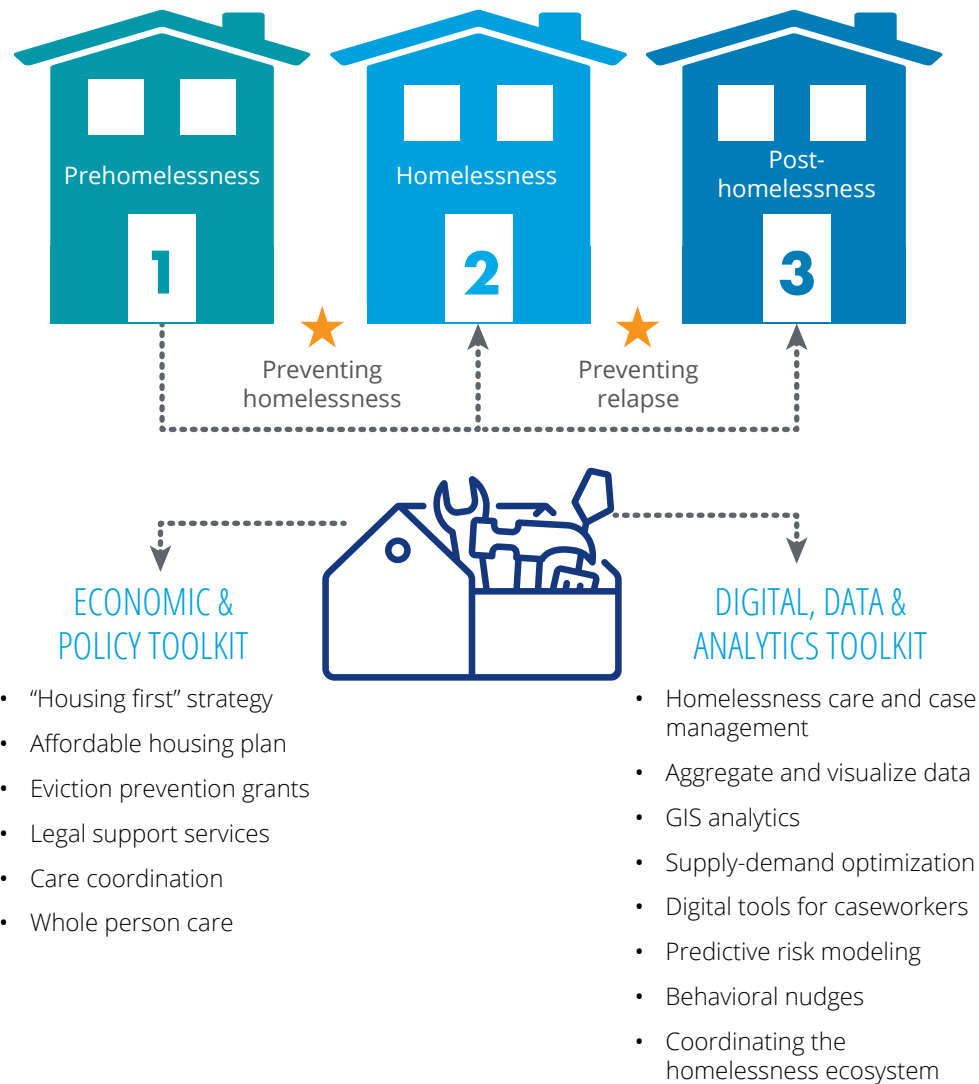 Prehomelessness
1
Homelessness
2
Post-
homelessness
3
Preventing
homelessness
Preventing
relapse
ECONOMIC &
POLICY TOOLKIT
• “Housing first” strategy
• Affordable housing plan
• Eviction prevention grants
• Legal support services
• Care coordination
• Whole person care
DIGITAL, DATA &
ANALYTICS TOOLKIT
• Homelessness care and case
management
• Aggregate and visualize data
• GIS analytics
• Supply-demand optimization
• Digital tools for caseworkers
• Predictive risk modeling
• Behavioral nudges
• Coordinating the
homelessness ecosystem